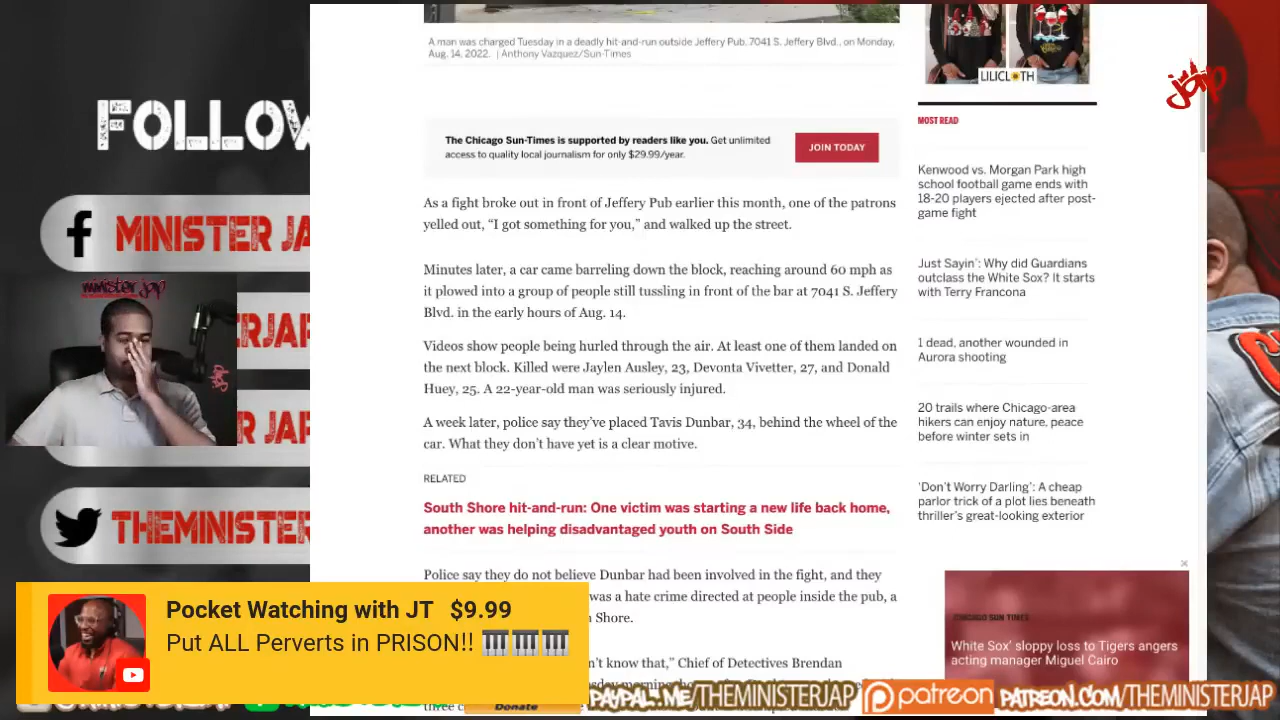 A man was charged Tuesday in a deadly hit-and-run outside Jeffery Pub, 7041 S. Jeffery Blvd., on Monday,
Aug. 14, 2022. | Anthony Vazquez/Sun-Times
The Chicago Sun-Times is supported by readers like you. Get unlimited
access to quality local journalism for only $29.99/year.
JOIN TODAY
As a fight broke out in front of Jeffery Pub earlier this month, one of the patrons
yelled out, “I got something for you,” and walked up the street.
Minutes later, a car came barreling down the block, reaching around 60 mph as
it plowed into a group of people still tussling in front of the bar at 7041 S. Jeffery
Blvd. in the early hours of Aug. 14.
Videos show people being hurled through the air. At least one of them landed on
the next block. Killed were Jaylen Ausley, 23, Devonta Vivetter, 27, and Donald
Huey, 25. A 22-year-old man was seriously injured.
A week later, police say they’ve placed Tavis Dunbar, 34, behind the wheel of the
car. What they don’t have yet is a clear motive.
RELATED
South Shore hit-and-run: One victim was starting a new life back home,
another was helping disadvantaged youth on South Side
Police say they do not believe Dunbar had been involved in the fight, and they
was a hate crime directed at people inside the pub, a
Shore.
know that,” Chief of Detectives Brendan
LILICLOTH
jap
MOST READ
Kenwood vs. Morgan Park high
school football game ends with
18-20 players ejected after post-
game fight
Just Sayin’: Why did Guardians
outclass the White Sox? It starts
with Terry Francona
1 dead, another wounded in
Aurora shooting
20 trails where Chicago-area
hikers can enjoy nature, peace
before winter sets in
‘Don’t Worry Darling’: A cheap
parlor trick of a plot lies beneath
thriller’s great-looking exterior
CHICAGO SUN TIMES
White Sox’ sloppy loss to Tigers angers
acting manager Miguel Cairo
FOLLOW
MINISTER JA
ministerjap
RJAP
ER JA
THEMINISTER
Pocket Watching with JT $9.99
Put ALL Perverts in PRISON!! 🎹🎹🎹
Donate
PAYPAL.ME/THEMINISTERJAP
patreon
PATREON.COM/THEMINISTERJAP